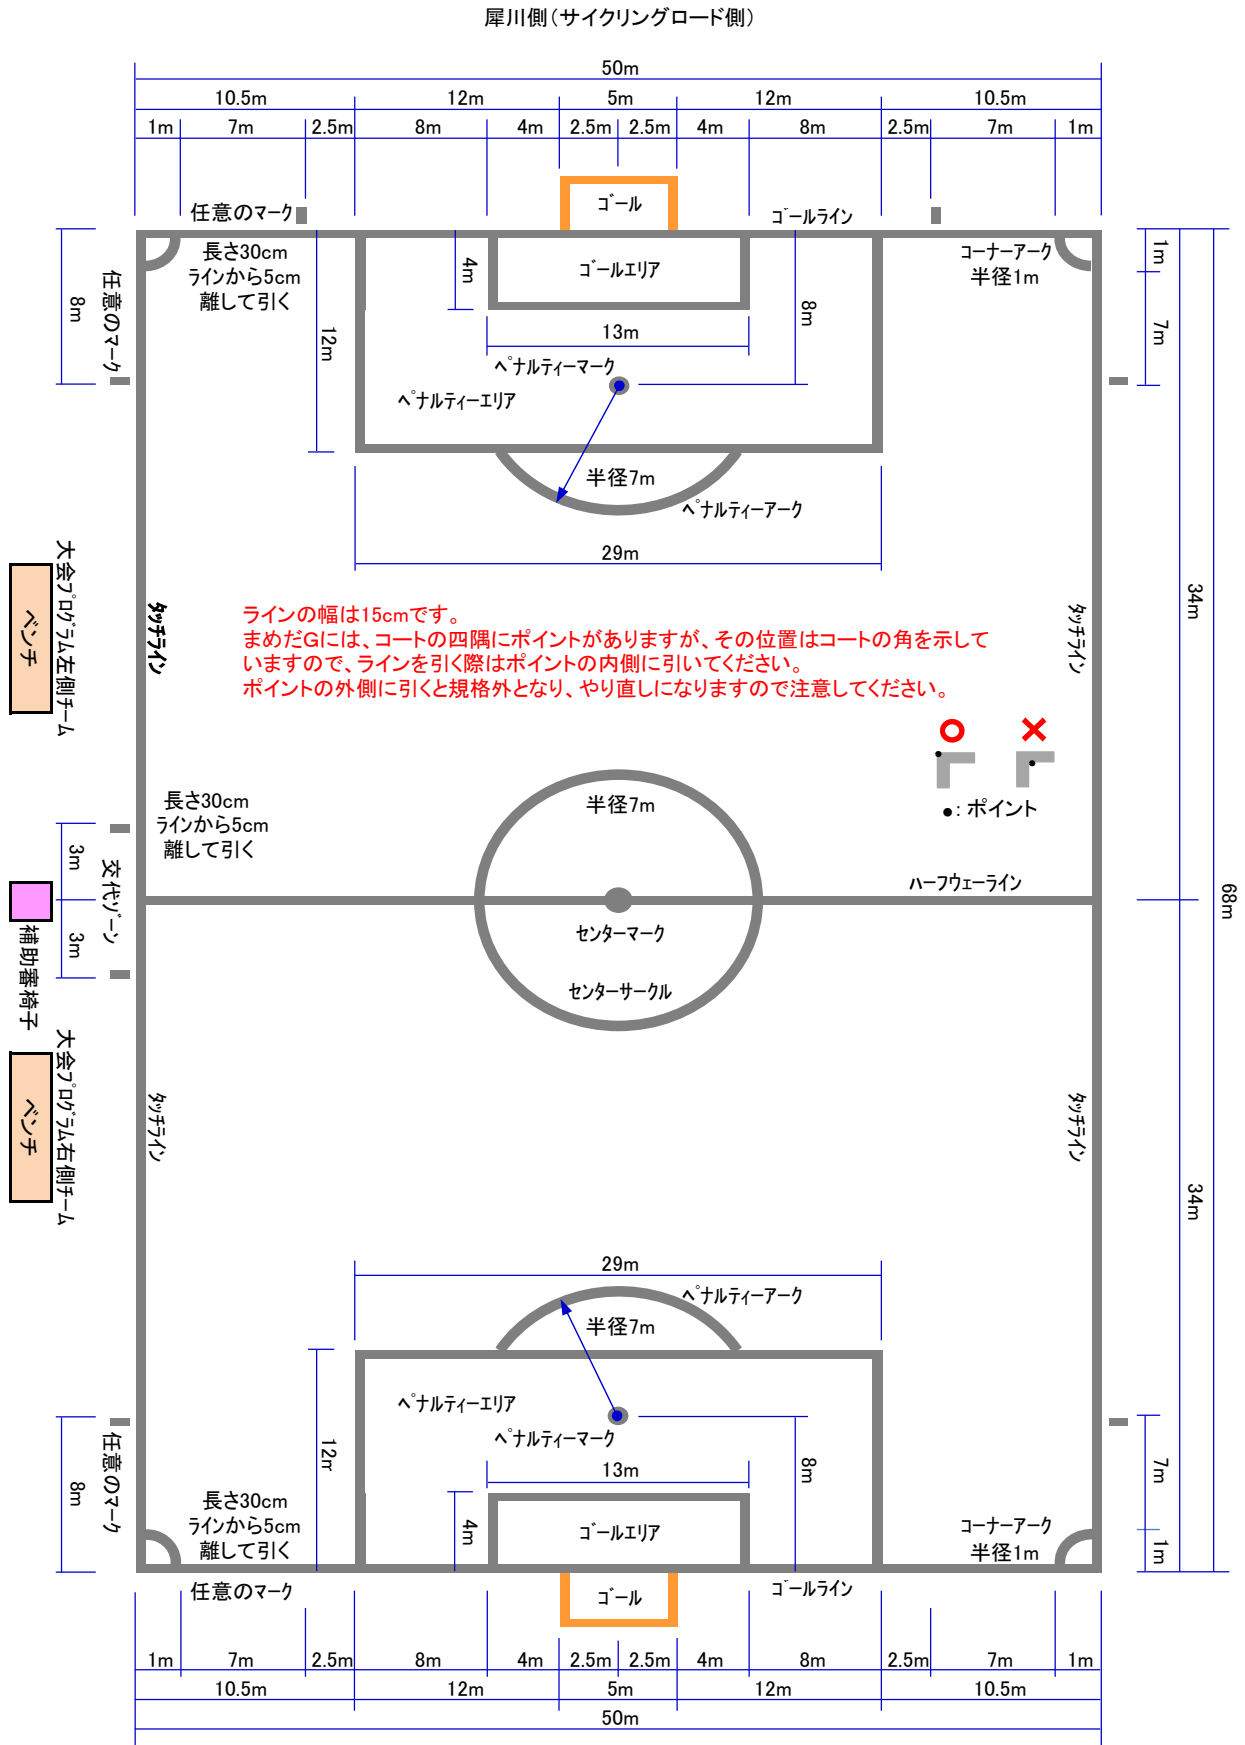 犀川側(サイクリングロード側)
50m
10.5m 12m 5m 12m 10.5m
1m 7m 2.5m 8m 4m 2.5m 2.5m 4m 8m 2.5m 7m 1m
任意のマーク ゴール ゴールライン
長さ30cm
ラインから5cm
離して引く
4m ゴールエリア
コーナーアーク
半径1m
1m
8m
任意のマーク
12m
13m
8m
7m
ペナルティーマーク
ペナルティーエリア
半径7m
ペナルティーアーク
29m
大会プログラム左側チーム
ベンチ
タッチライン
タッチライン
34m
ラインの幅は15cmです。
まめだGには、コートの四隅にポイントがありますが、その位置はコートの角を示して
いますので、ラインを引く際はポイントの内側に引いてください。
ポイントの外側に引くと規格外となり、やり直しになりますので注意してください。
●:ポイント
長さ30cm
ラインから5cm
離して引く
半径7m
3m
交代ゾーン
3m
補助審椅子
ハーフウェーライン
68m
センターマーク
センターサークル
大会プログラム右側チーム
ベンチ
タッチライン
タッチライン
34m
29m
ペナルティーアーク
半径7m
ペナルティーエリア
ペナルティーマーク
12m
13m
8m
7m
8m
任意のマーク
長さ30cm
ラインから5cm
離して引く
4m ゴールエリア
コーナーアーク
半径1m
1m
任意のマーク ゴール ゴールライン
1m 7m 2.5m 8m 4m 2.5m 2.5m 4m 8m 2.5m 7m 1m
10.5m 12m 5m 12m 10.5m
50m